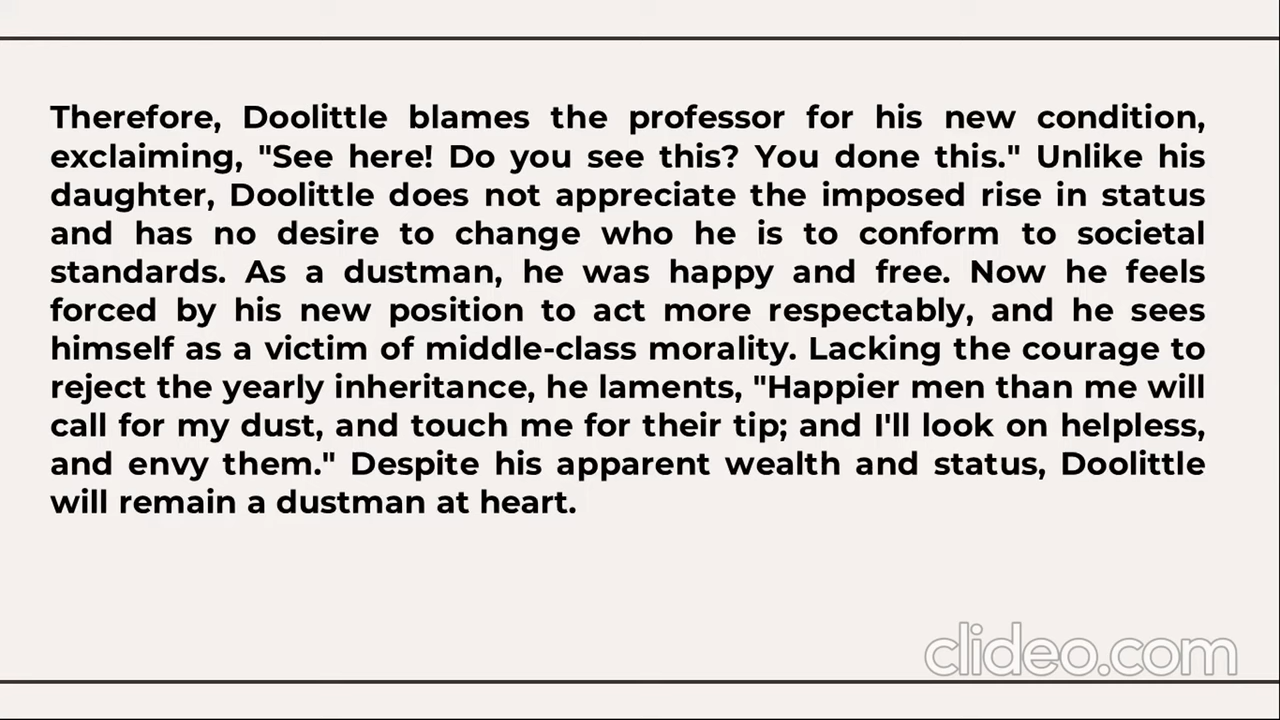 Therefore, Doolittle blames the professor for his new condition,
exclaiming, "See here! Do you see this? You done this." Unlike his
daughter, Doolittle does not appreciate the imposed rise in status
and has no desire to change who he is to conform to societal
standards. As a dustman, he was happy and free. Now he feels
forced by his new position to act more respectably, and he sees
himself as a victim of middle-class morality. Lacking the courage to
reject the yearly inheritance, he laments, "Happier men than me will
call for my dust, and touch me for their tip; and I'll look on helpless,
and envy them." Despite his apparent wealth and status, Doolittle
will remain a dustman at heart.
clideo.com